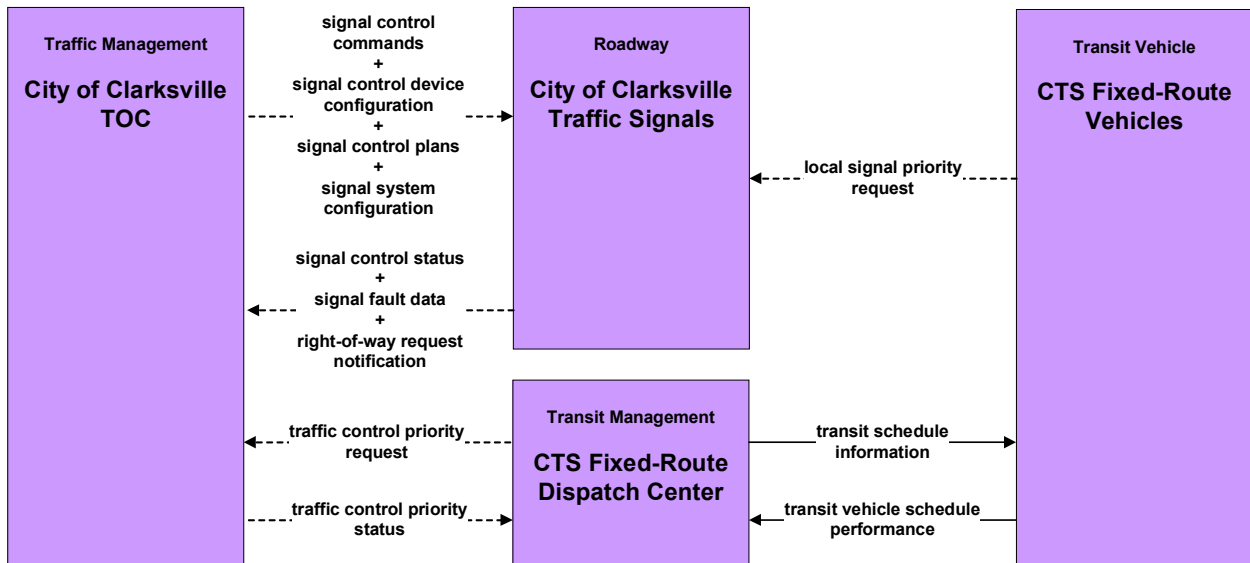 Traffic Management
City of Clarksville
TOC
signal control
commands
+
signal control device
configuration
+
signal control plans
+
signal system
configuration
signal control status
+
signal fault data
+
right-of-way request
notification
traffic control priority
request
traffic control priority
status
Roadway
City of Clarksville
Traffic Signals
Transit Management
CTS Fixed-Route
Dispatch Center
local signal priority
request
transit schedule
information
transit vehicle schedule
performance
Transit Vehicle
CTS Fixed-Route
Vehicles